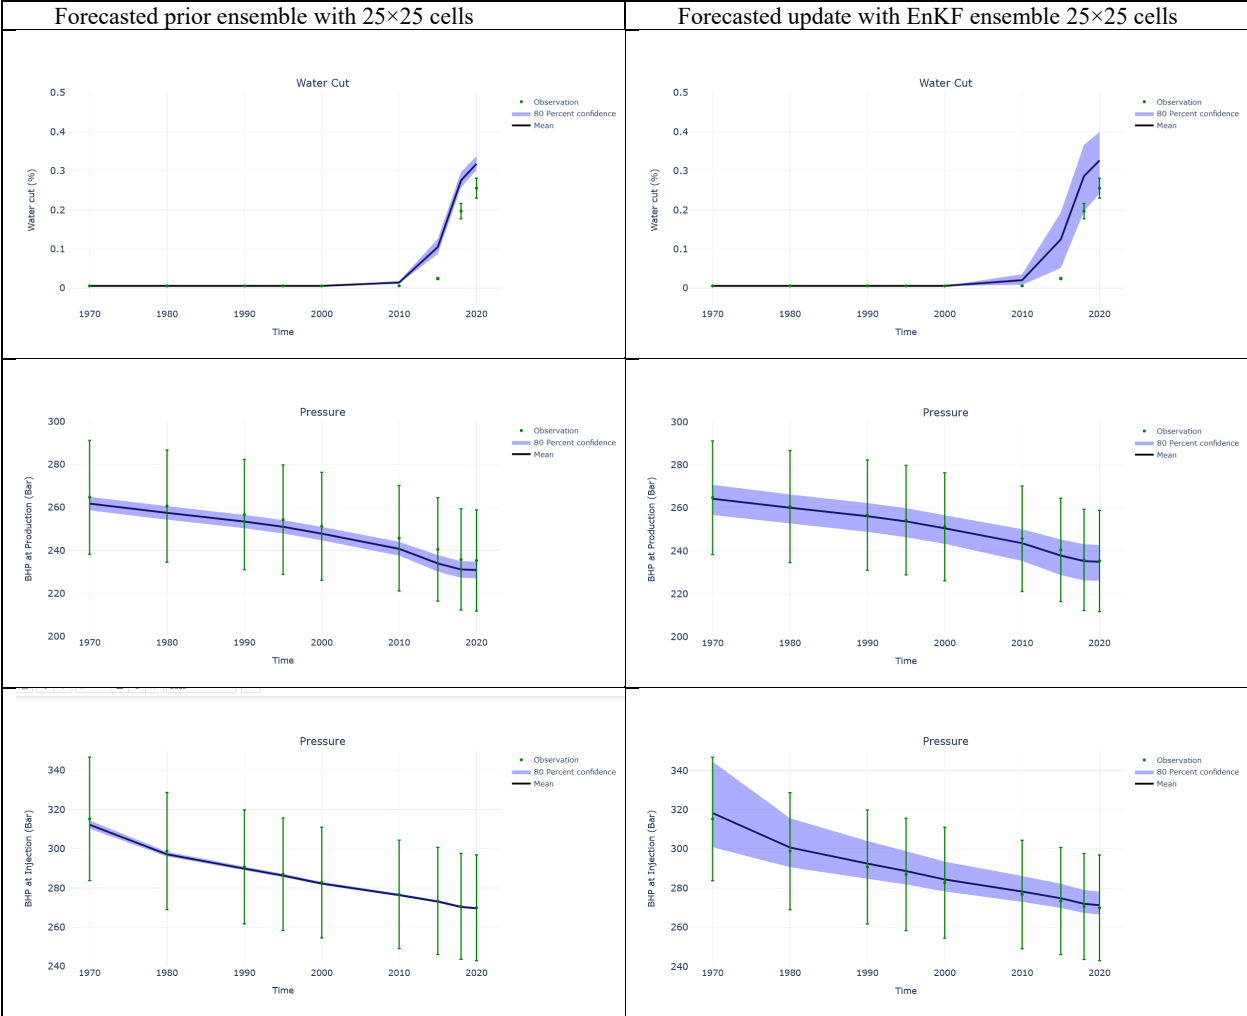 Forecasted prior ensemble with 25×25 cells
Forecasted update with EnKF ensemble 25×25 cells
Water Cut
0.5
0.4
0.3
0.2
0.1
0
Water cut (%)
1970 1980 1990 2000 2010 2020
Time
Observation
80 Percent confidence
Mean
Water Cut
0.5
0.4
0.3
0.2
0.1
0
Water cut (%)
1970 1980 1990 2000 2010 2020
Time
Observation
80 Percent confidence
Mean
Pressure
300
280
260
240
220
200
BHP at Production (Bar)
1970 1980 1990 2000 2010 2020
Time
Observation
80 Percent confidence
Mean
Pressure
300
280
260
240
220
200
BHP at Production (Bar)
1970 1980 1990 2000 2010 2020
Time
Observation
80 Percent confidence
Mean
Pressure
340
320
300
280
260
240
BHP at Injection (Bar)
1970 1980 1990 2000 2010 2020
Time
Observation
80 Percent confidence
Mean
Pressure
340
320
300
280
260
240
BHP at Injection (Bar)
1970 1980 1990 2000 2010 2020
Time
Observation
80 Percent confidence
Mean